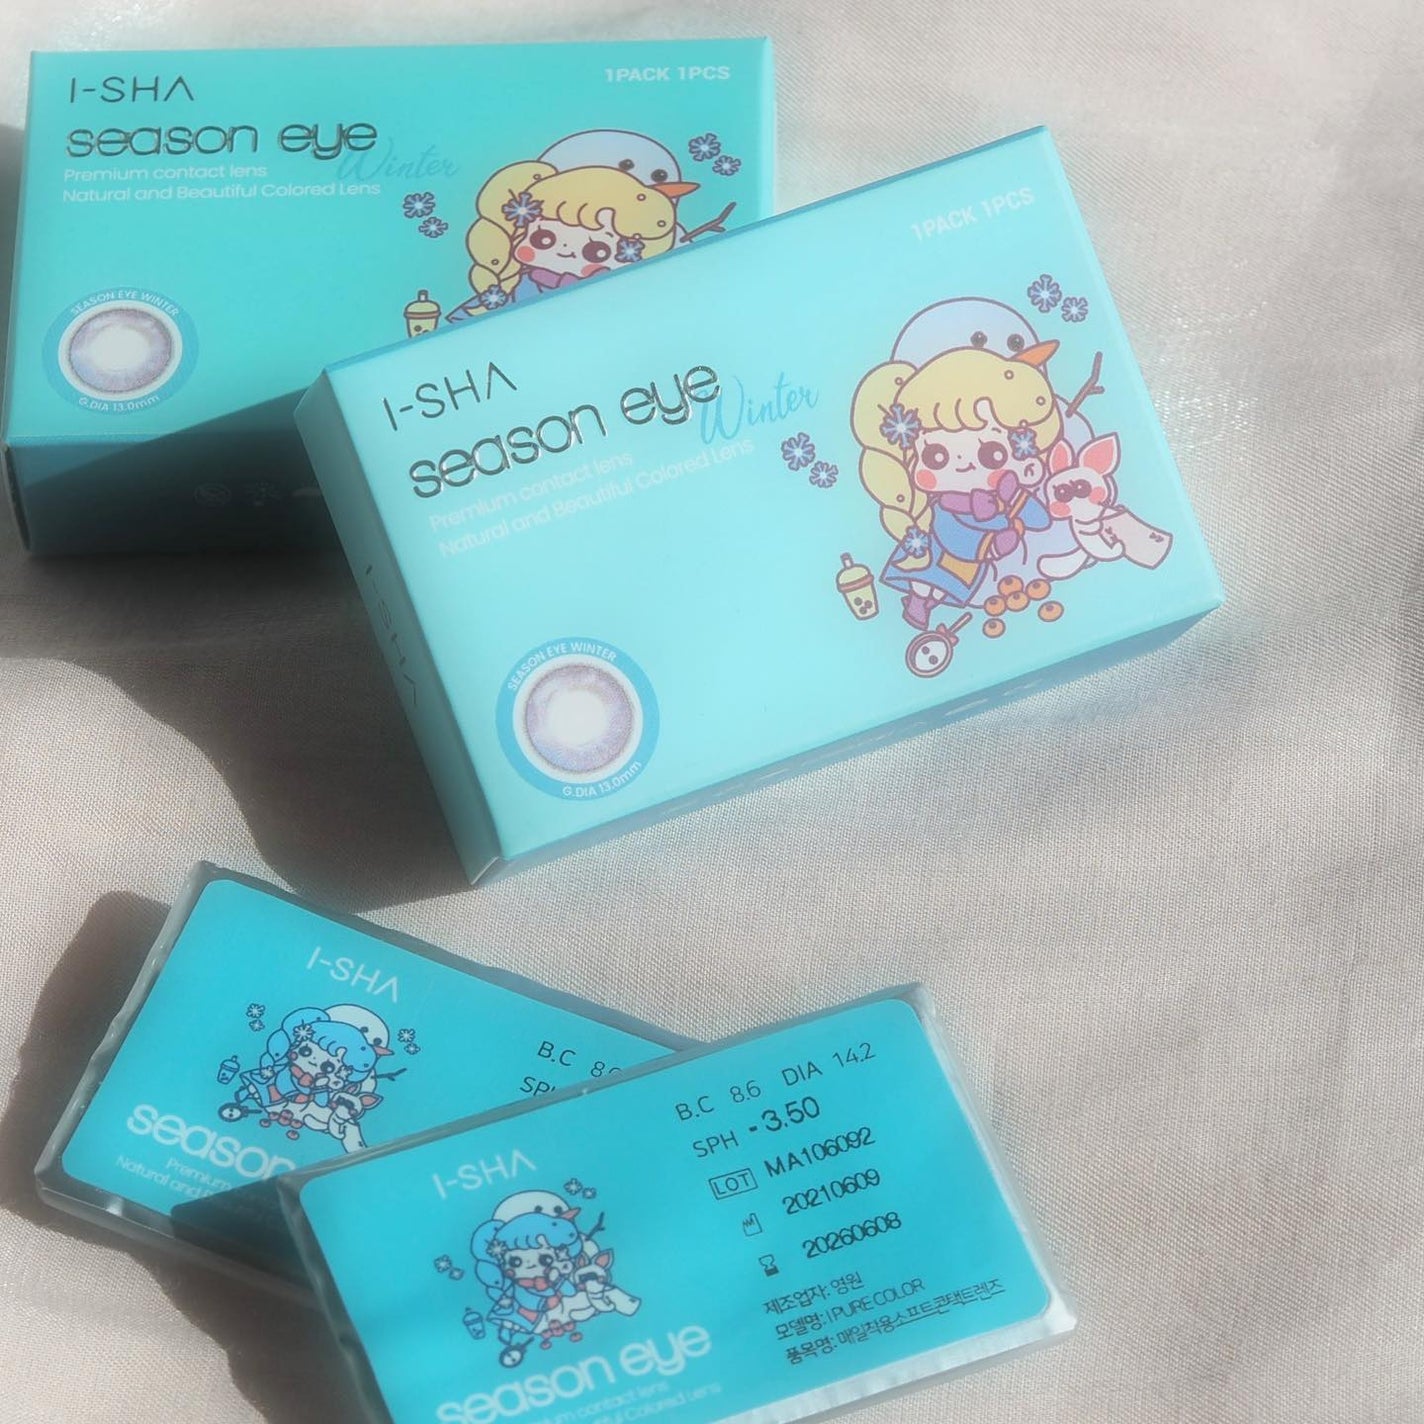 I-SHA
1PACK 1PCS
season eye
Winter
Premium contact lens
Natural and Beautiful Colored Lens
SEASON EYE WINTER
G.DIA 13.0mm
1PACK 1PCS
I-SHA
season eye
Winter
Premium contact lens
Natural and Beautiful Colored Lens
I-SHA
SEASON EYE WINTER
G.DIA 13.0mm
I-SHA
B.C
season
Natural and
I-SHA
B.C 8.6 DIA 14.2
SPH -3.50
LOT MA106092
20210609
20260608
제조업자: 영원
모델명: I PURE COLOR
품목명: 매일착용소프트콘택트렌즈
season eye
contact lens
Colored Lens